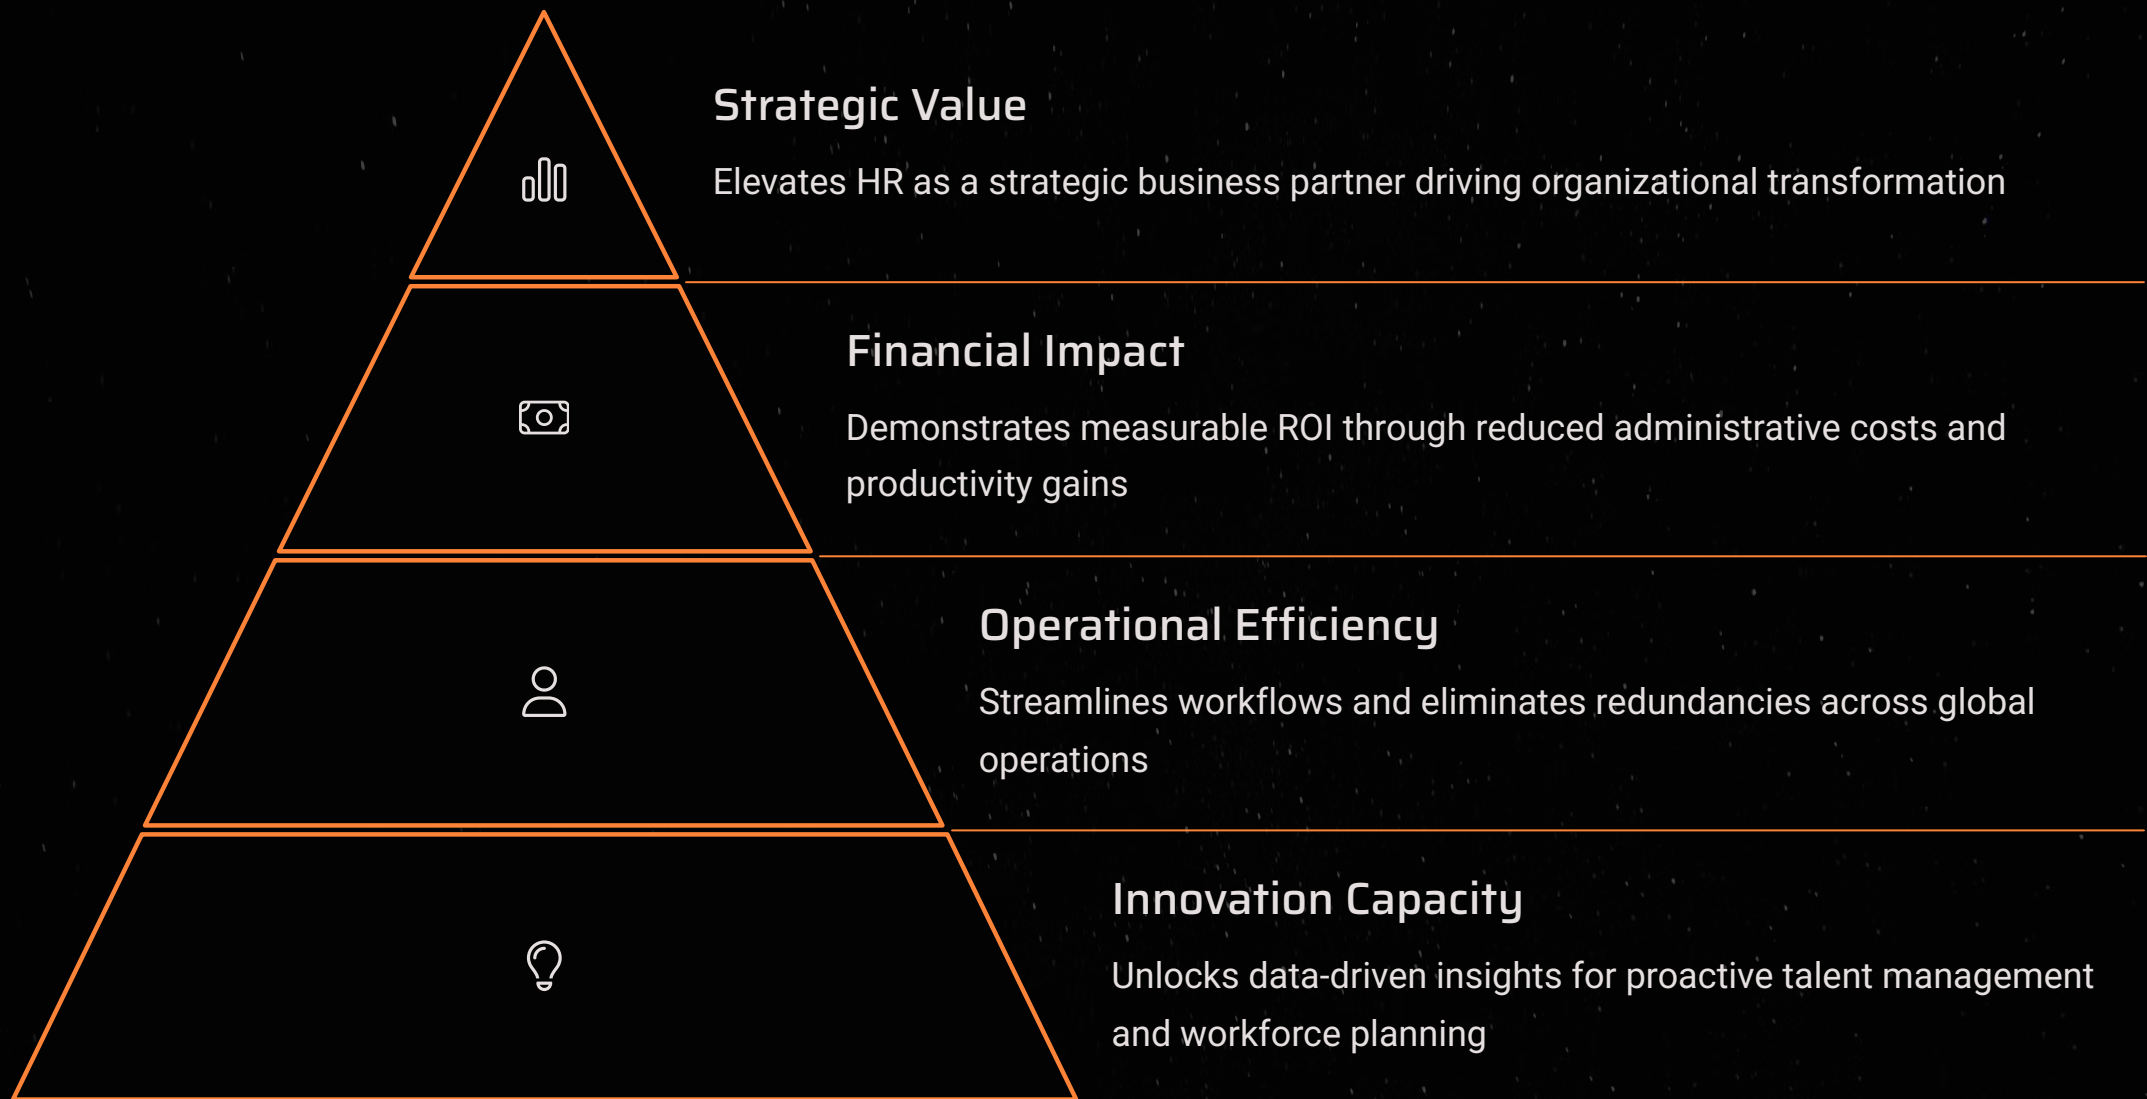 Strategic Value
Elevates HR as a strategic business partner driving organizational transformation
Financial Impact
Demonstrates measurable ROI through reduced administrative costs and
productivity gains
Operational Efficiency
Streamlines workflows and eliminates redundancies across global
operations
Innovation Capacity
Unlocks data-driven insights for proactive talent management
and workforce planning